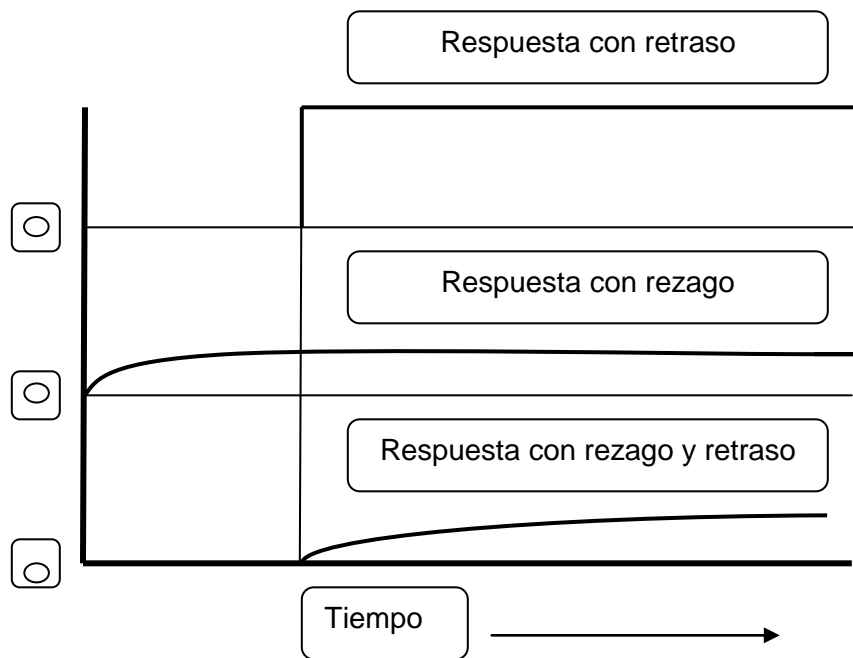 Respuesta con retraso
O
Respuesta con rezago
O
Respuesta con rezago y retraso
O
Tiempo